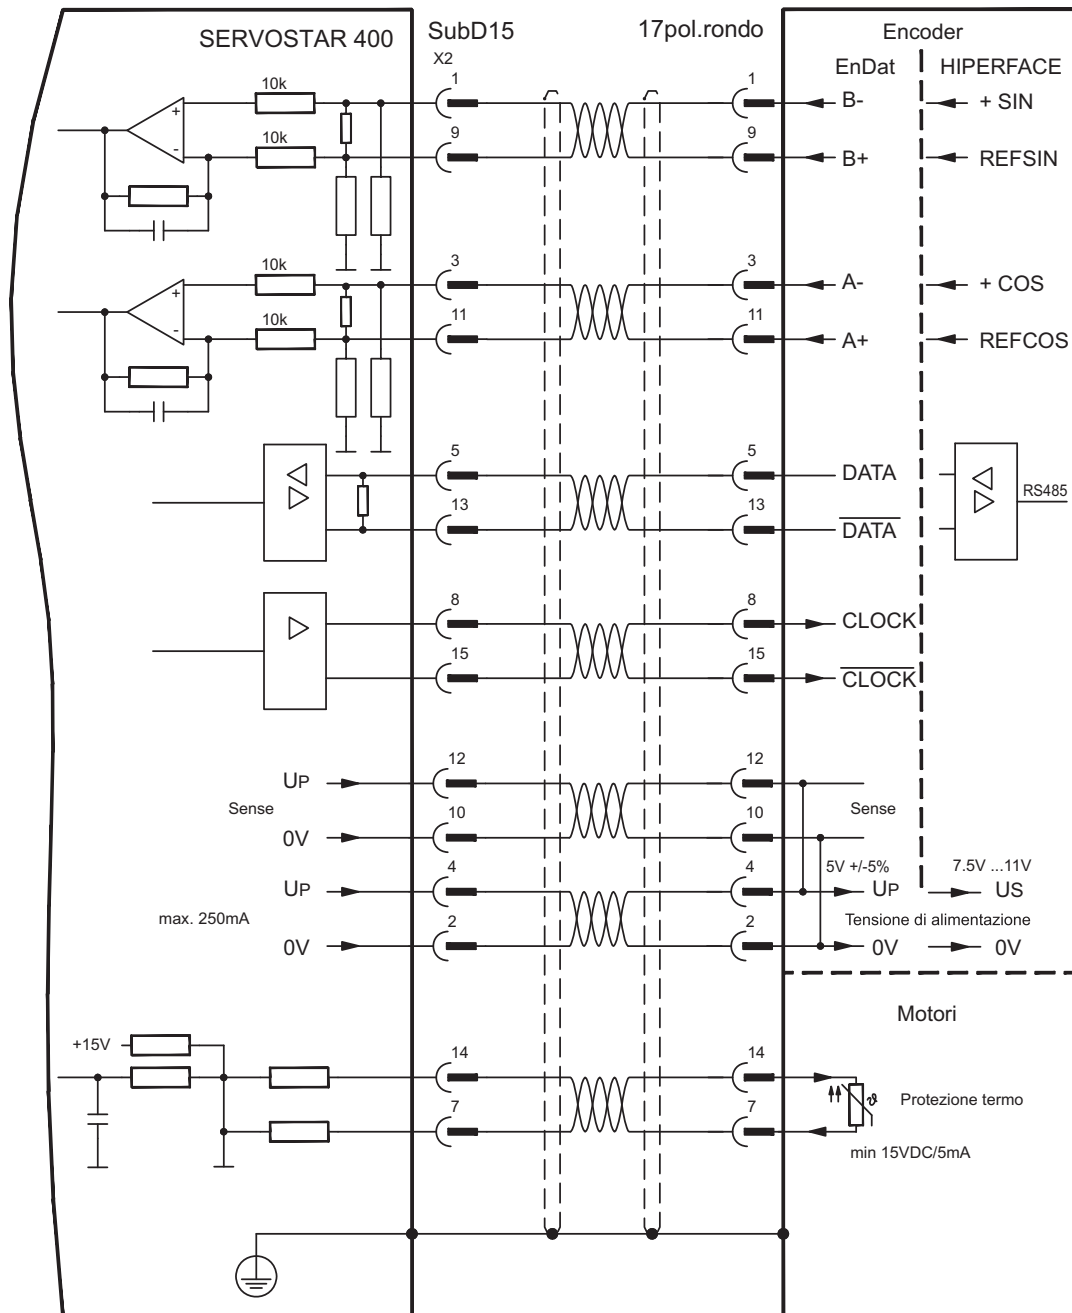 SERVOSTAR 400
SubD15
17pol.rondo
Encoder
X2
EnDat
HIPERFACE
10k
1
1
B-
+ SIN
+
-
10k
9
9
B+
REFSIN
10k
3
3
A-
+ COS
+
-
10k
11
11
A+
REFCOS
5
5
DATA
RS485
13
13
DATA
8
8
CLOCK
15
15
CLOCK
UP
12
12
Sense
Sense
0V
10
10
UP
4
4
5V +/-5%
7.5V ...11V
UP
US
max. 250mA
Tensione di alimentazione
0V
2
2
0V
0V
Motori
+15V
14
14
ϑ
Protezione termo
7
7
min 15VDC/5mA